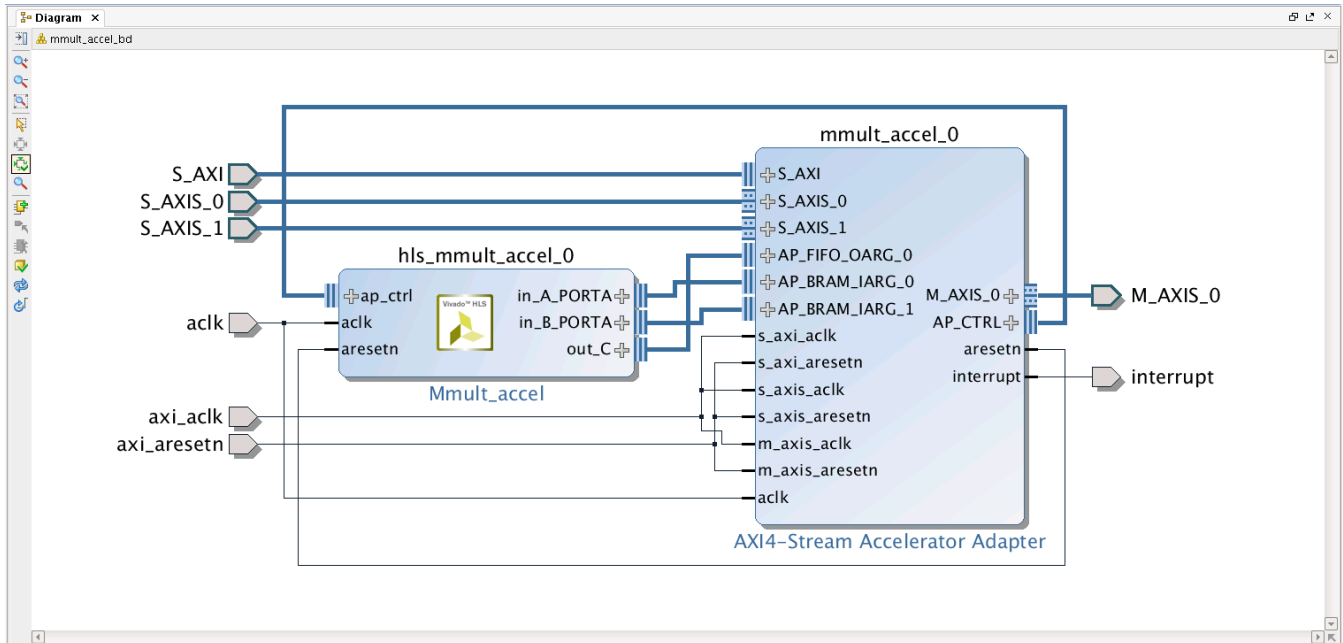 Diagram
mmult_accel_bd
mmult_accel_0
S_AXI
S_AXIS_0
S_AXIS_1
S_AXI
S_AXIS_0
S_AXIS_1
AP_FIFO_OARG_0
AP_BRAM_IARG_0
AP_BRAM_IARG_1
s_axi_aclk
s_axi_aresetn
s_axis_aclk
s_axis_aresetn
m_axis_aclk
m_axis_aresetn
aclk
M_AXIS_0
AP_CTRL
aresetn
interrupt
AXI4-Stream Accelerator Adapter
hls_mmult_accel_0
ap_ctrl
aclk
aresetn
Vivado™ HLS
in_A_PORTA
in_B_PORTA
out_C
Mmult_accel
aclk
axi_aclk
axi_aresetn
M_AXIS_0
interrupt